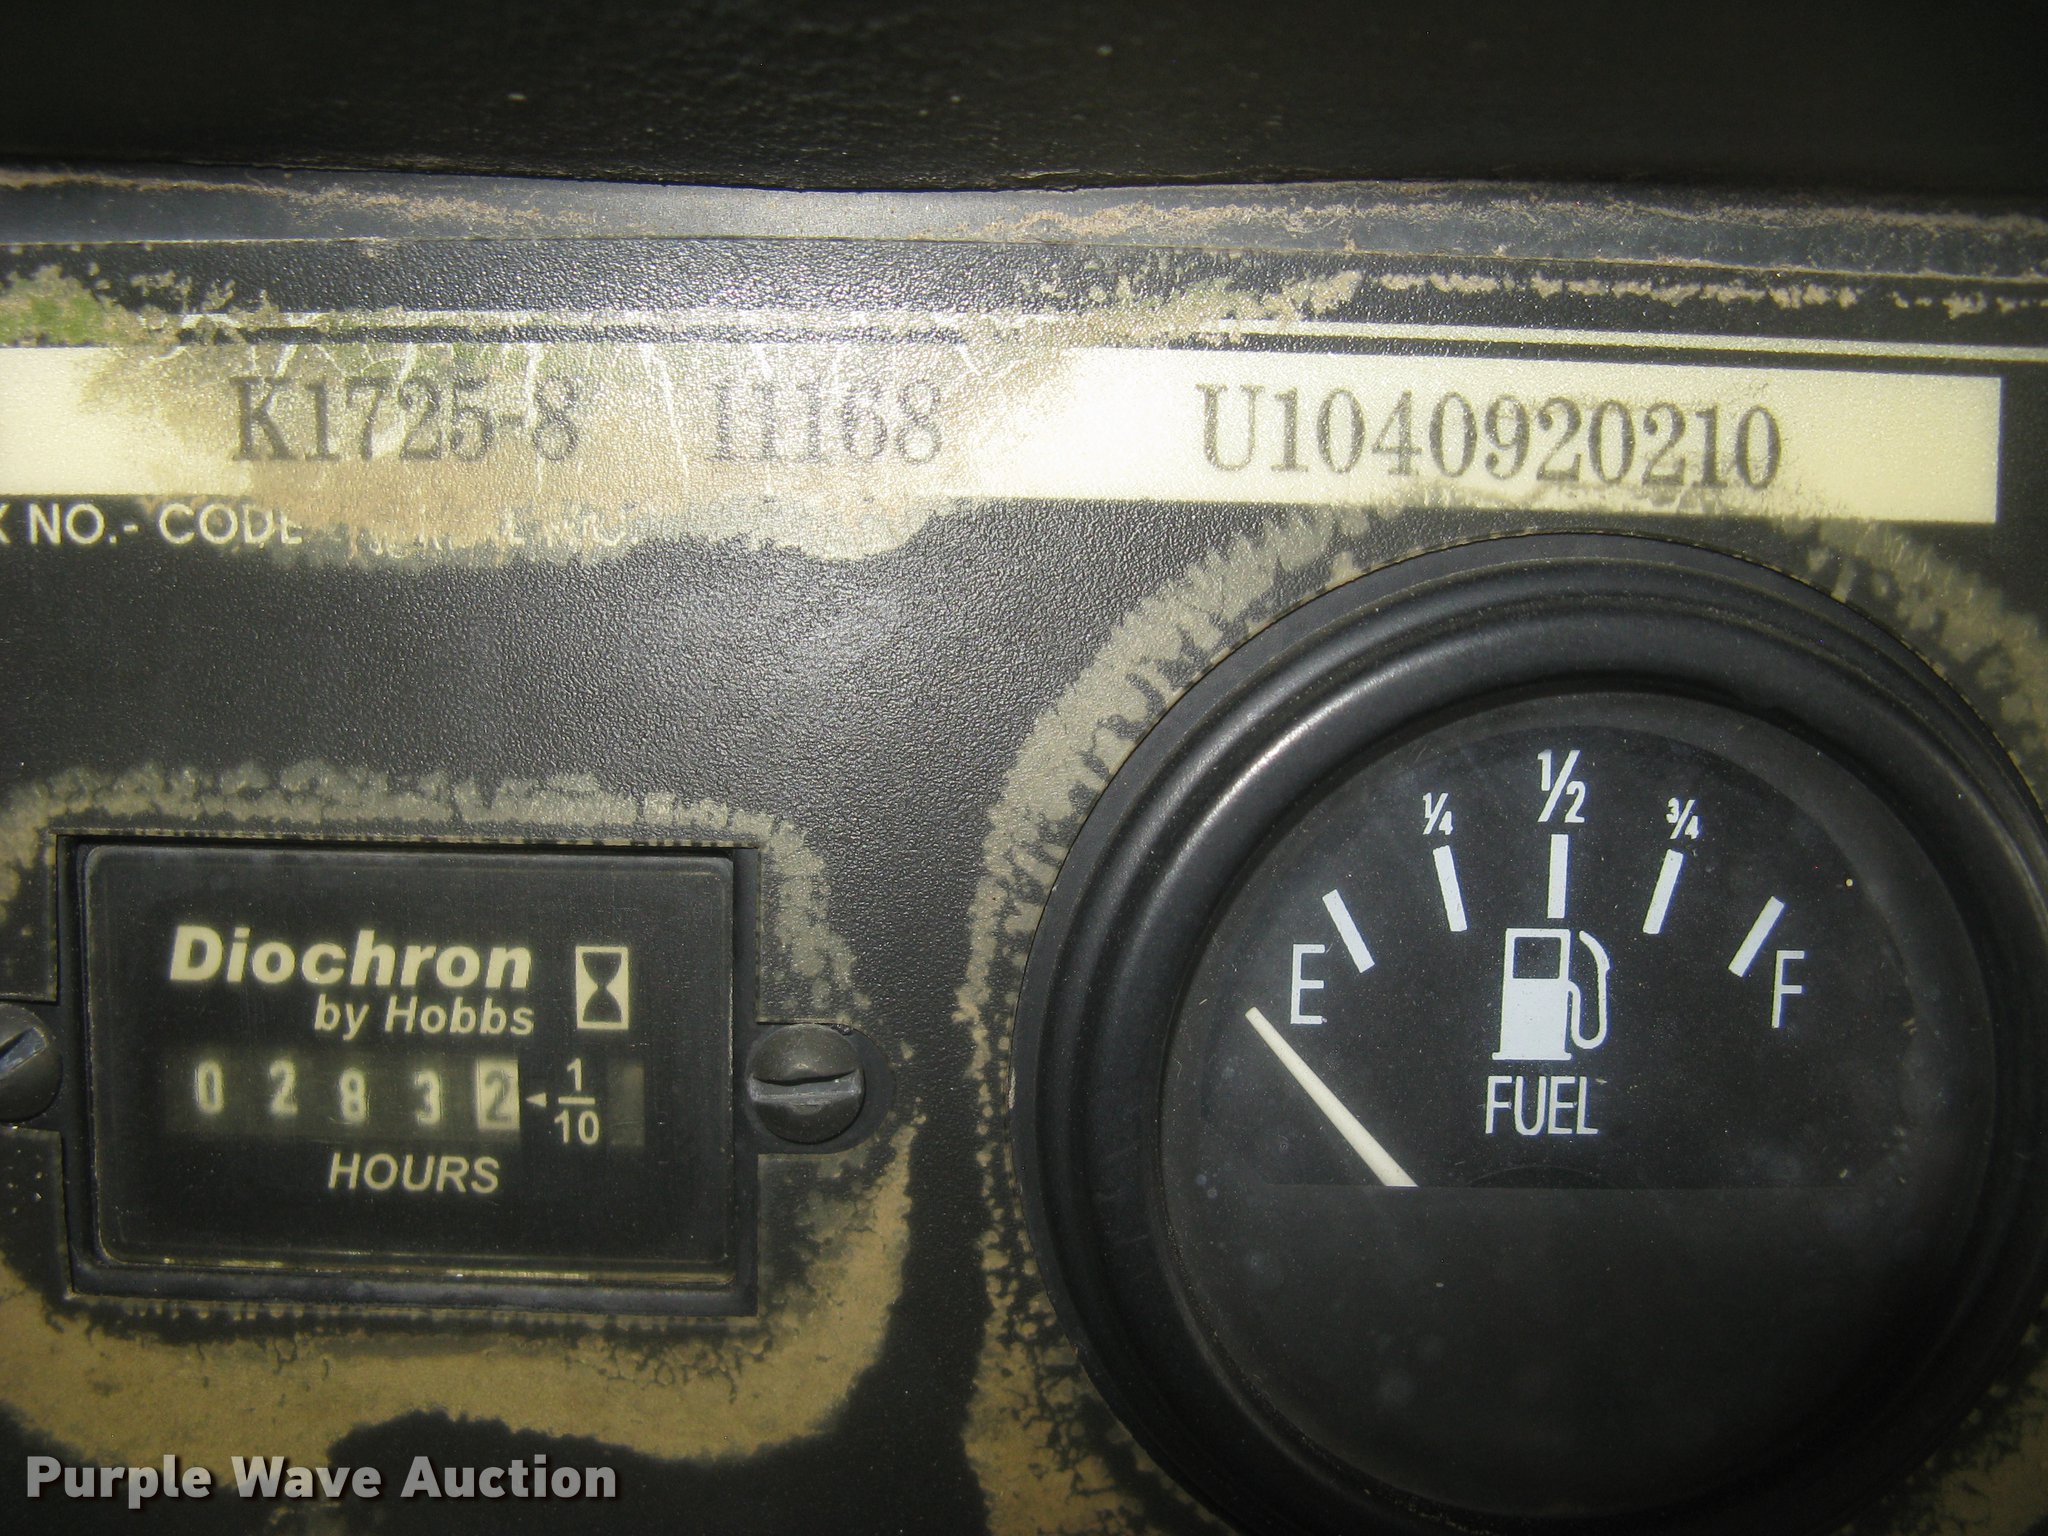 K1725-8 11168 U1040920210
K NO.- CODE
Diochron
by Hobbs
0 2 8 3 2 1/10
HOURS
1/4 1/2 3/4
E F
FUEL
Purple Wave Auction